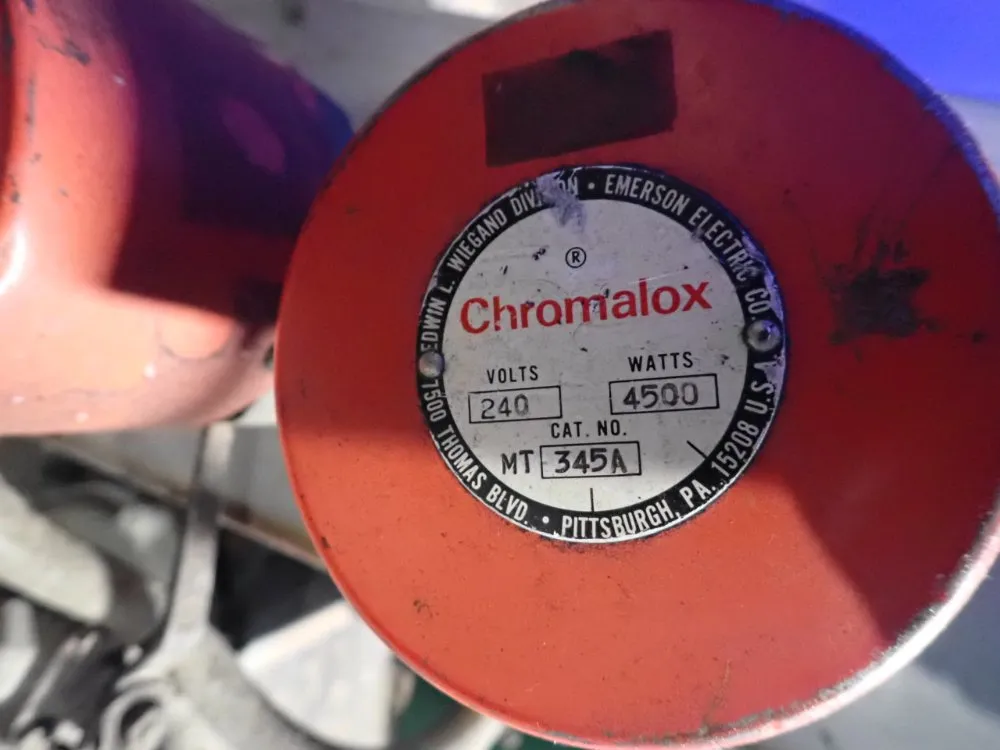 EDWIN L. WIEGAND DIVISION • EMERSON ELECTRIC CO.
®
Chromalox
VOLTS WATTS
240 4500
CAT. NO.
MT 345A
7500 THOMAS BLVD. • PITTSBURGH, PA. 15208 U.S.A